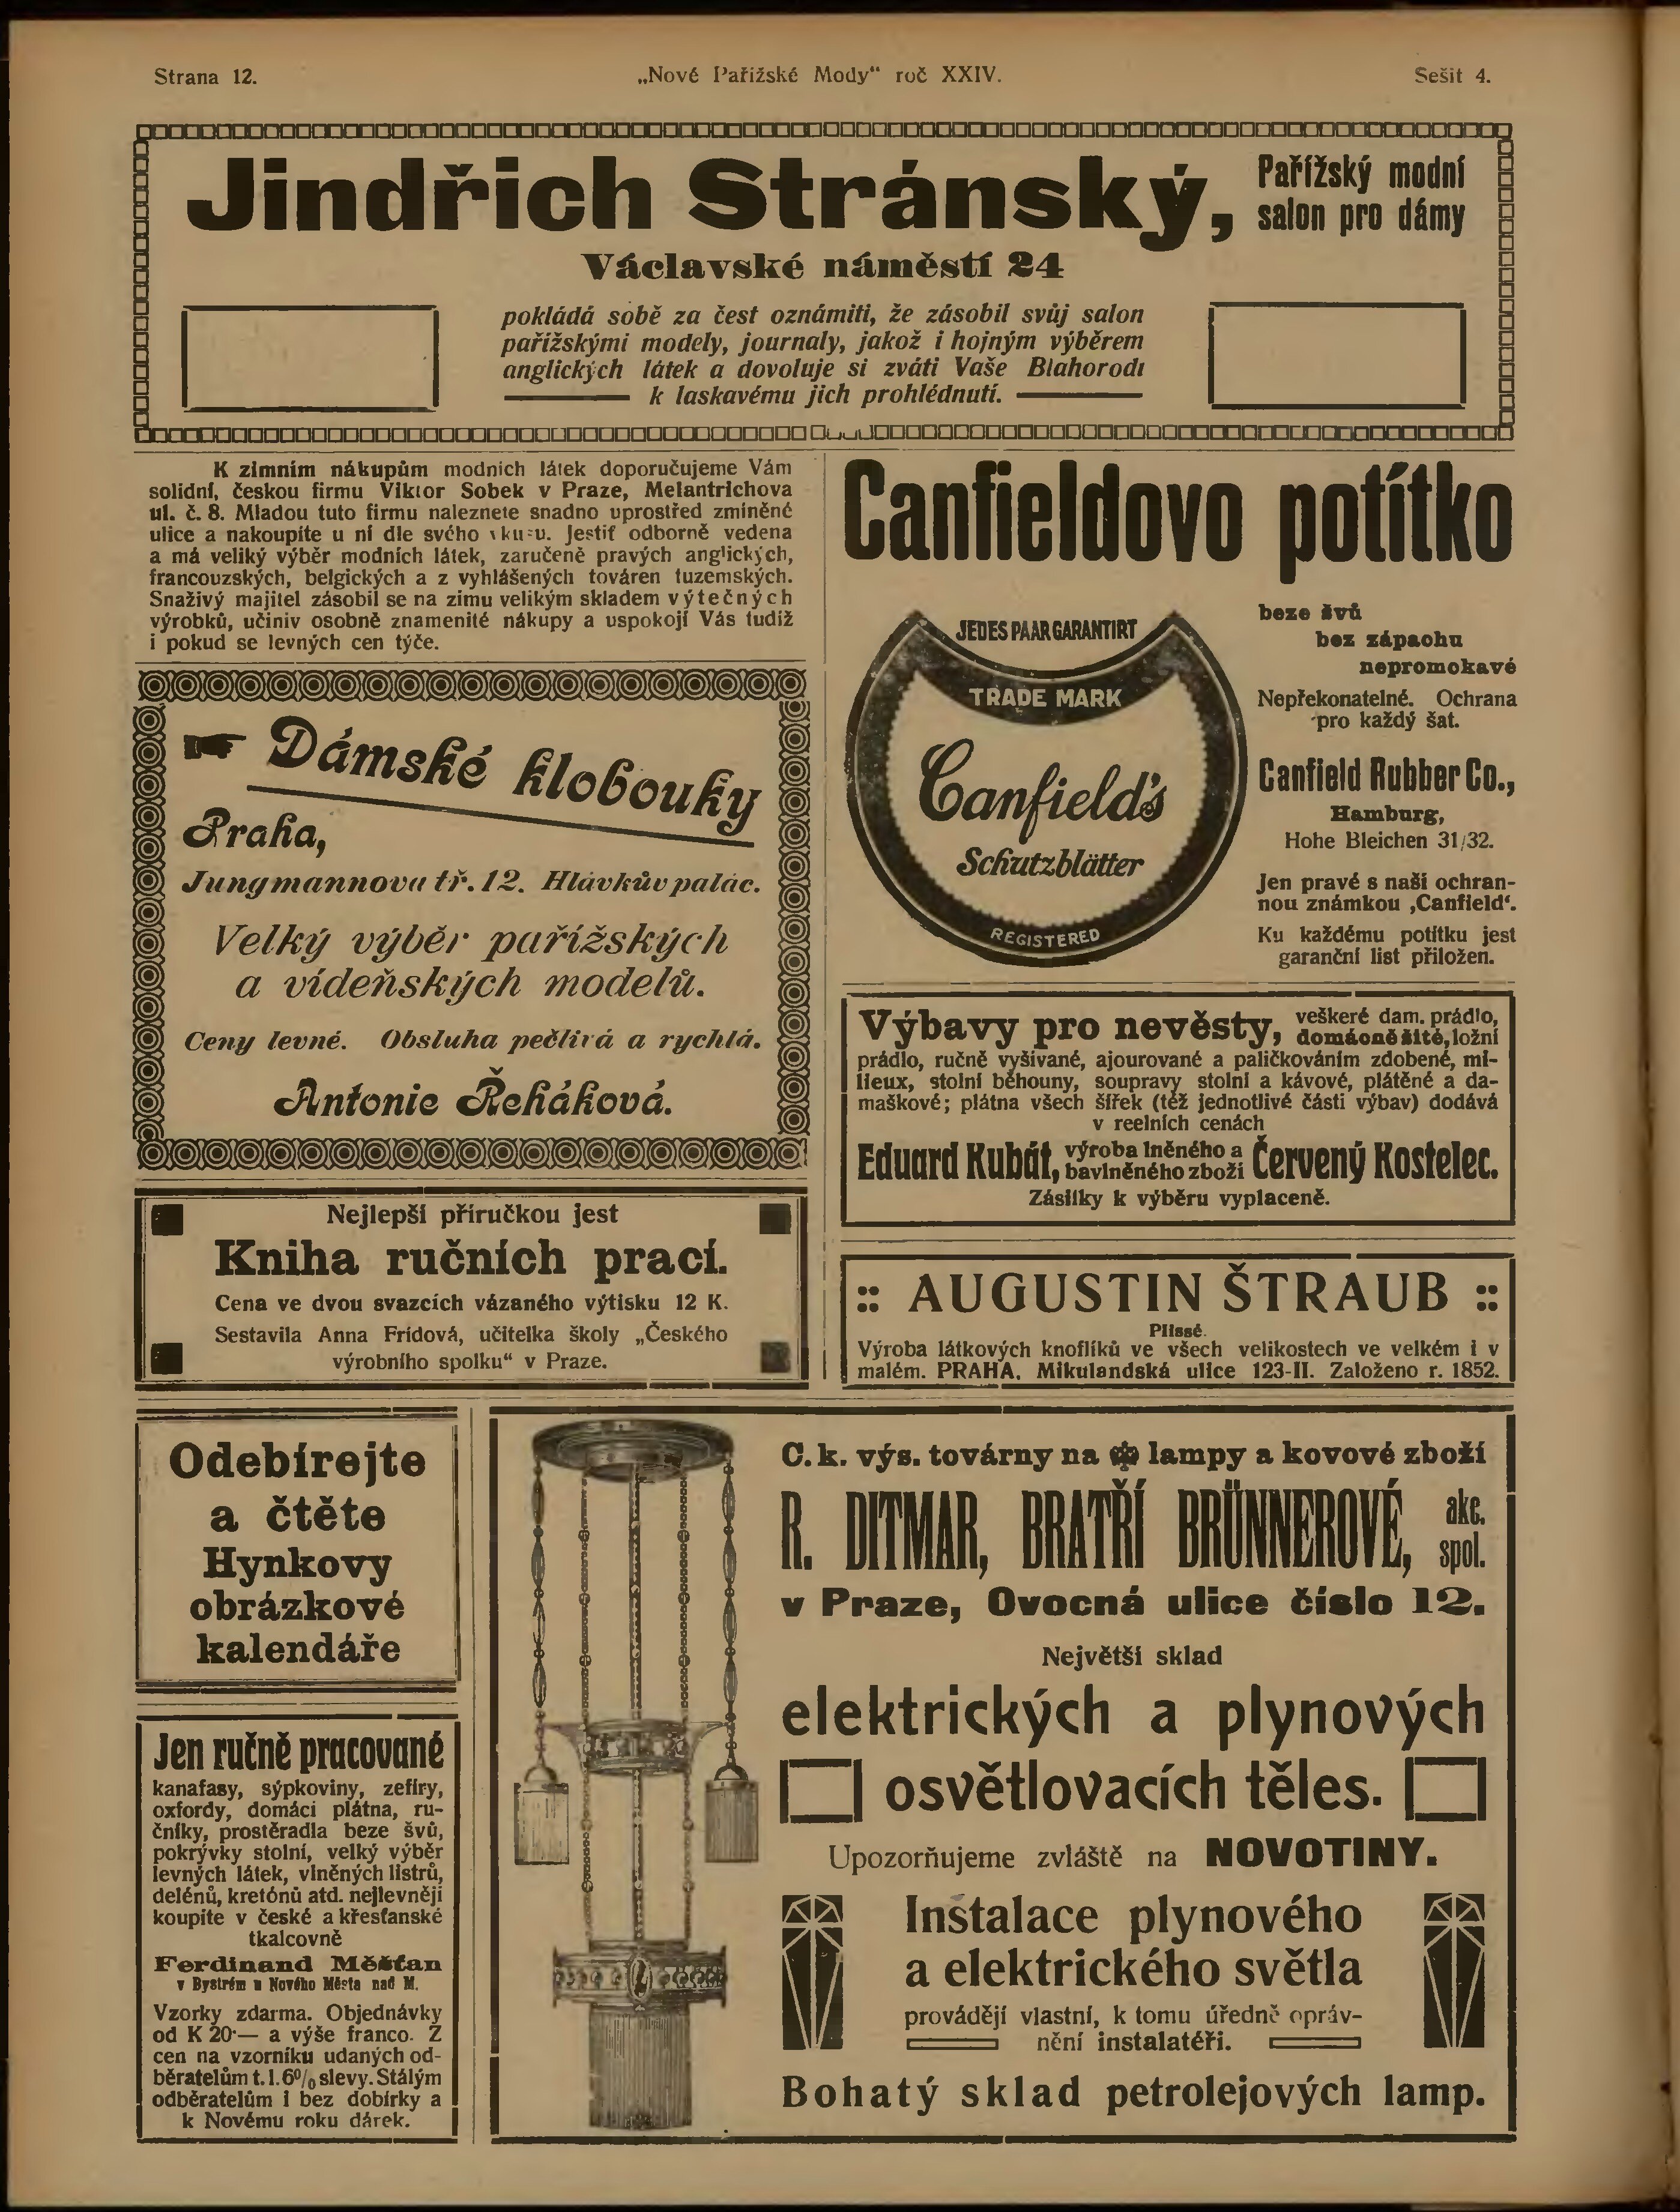 Strana 12.
„Nové Pařížské Mody“ roč XXIV.
Sešit 4.
Jindřich Stránský,
Pařížský modní
salon pro dámy
Václavské náměstí 24
pokládá sobě za čest oznámiti, že zásobil svůj salon
pařížskými modely, journaly, jakož i hojným výběrem
anglických látek a dovoluje si zváti Vaše Blahorodí
k laskavému jich prohlédnutí.
K zimním nákupům modních látek doporučujeme Vám
solidní, českou firmu Viktor Sobek v Praze, Melantrichova
ul. č. 8. Mladou tuto firmu naleznete snadno uprostřed zmíněné
ulice a nakoupíte u ní dle svého vkusu. Jestiť odborně vedena
a má veliký výběr modních látek, zaručeně pravých anglických,
francouzských, belgických a z vyhlášených továren tuzemských.
Snaživý majitel zásobil se na zimu velikým skladem výtečných
výrobků, učiniv osobně znamenité nákupy a uspokojí Vás tudíž
i pokud se levných cen týče.
Dámské klobouky
Praha,
Jungmannova tř. 12. Hlávkův palác.
Velký výběr pařížských
a vídeňských modelů.
Ceny levné. Obsluha pečlivá a rychlá.
Antonie Řeháková.
Nejlepší příručkou jest
Kniha ručních prací.
Cena ve dvou svazcích vázaného výtisku 12 K.
Sestavila Anna Frídová, učitelka školy „Českého
výrobního spolku“ v Praze.
Canfieldovo potítko
JEDES PAAR GARANTIRT
TRADE MARK
Canfield's
Schutzblätter
REGISTERED
beze švů
bez zápachu
nepromokavé
Nepřekonatelné. Ochrana
pro každý šat.
Canfield Rubber Co.,
Hamburg,
Hohe Bleichen 31/32.
Jen pravé s naší ochran-
nou známkou ‚Canfield‘.
Ku každému potítku jest
garanční list přiložen.
Výbavy pro nevěsty, veškeré dam. prádlo,
domácně šité, ložní
prádlo, ručně vyšívané, ajourované a paličkováním zdobené, mi-
lieux, stolní běhouny, soupravy stolní a kávové, plátěné a da-
maškové; plátna všech šířek (též jednotlivé části výbav) dodává
v reelních cenách
Eduard Kubát, výroba lněného a
bavlněného zboží Červený Kostelec.
Zásilky k výběru vyplaceně.
:: AUGUSTIN ŠTRAUB ::
Plissé.
Výroba látkových knoflíků ve všech velikostech ve velkém i v
malém. PRAHA, Mikulandská ulice 123-II. Založeno r. 1852.
Odebírejte
a čtěte
Hynkovy
obrázkové
kalendáře
Jen ručně pracované
kanafasy, sýpkoviny, zefíry,
oxfordy, domácí plátna, ru-
čníky, prostěradla beze švů,
pokrývky stolní, velký výběr
levných látek, vlněných listrů,
delénů, kretónů atd. nejlevněji
koupíte v české a křesťanské
tkalcovně
Ferdinand Měšťan
v Bystrém u Nového Města nad M.
Vzorky zdarma. Objednávky
od K 20·— a výše franco. Z
cen na vzorníku udaných od-
běratelům t. l. 6% slevy. Stálým
odběratelům i bez dobírky a
k Novému roku dárek.
C. k. výs. továrny na lampy a kovové zboží
R. DITMAR, BRATŘÍ BRÜNNEROVÉ, akc.
spol.
v Praze, Ovocná ulice číslo 12.
Největší sklad
elektrických a plynových
osvětlovacích těles.
Upozorňujeme zvláště na NOVOTINY.
Instalace plynového
a elektrického světla
provádějí vlastní, k tomu úředně opráv-
nění instalatéři.
Bohatý sklad petrolejových lamp.